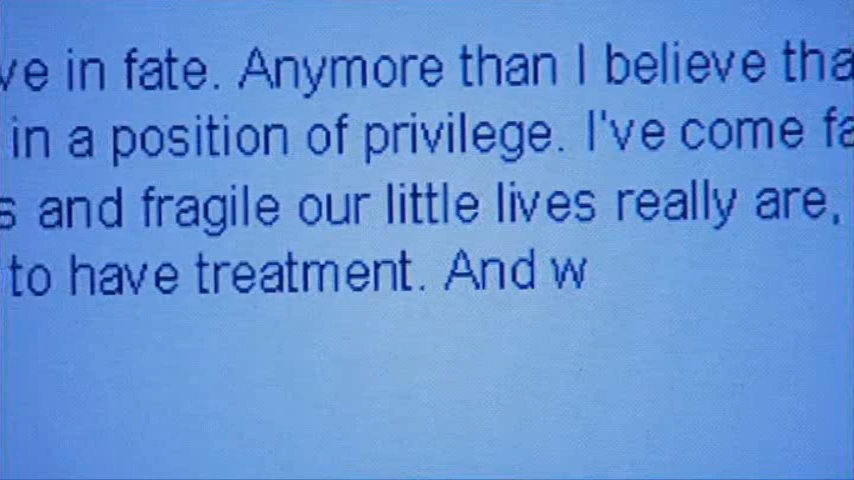 ve in fate. Anymore than I believe tha
in a position of privilege. I've come fa
s and fragile our little lives really are,
to have treatment. And w